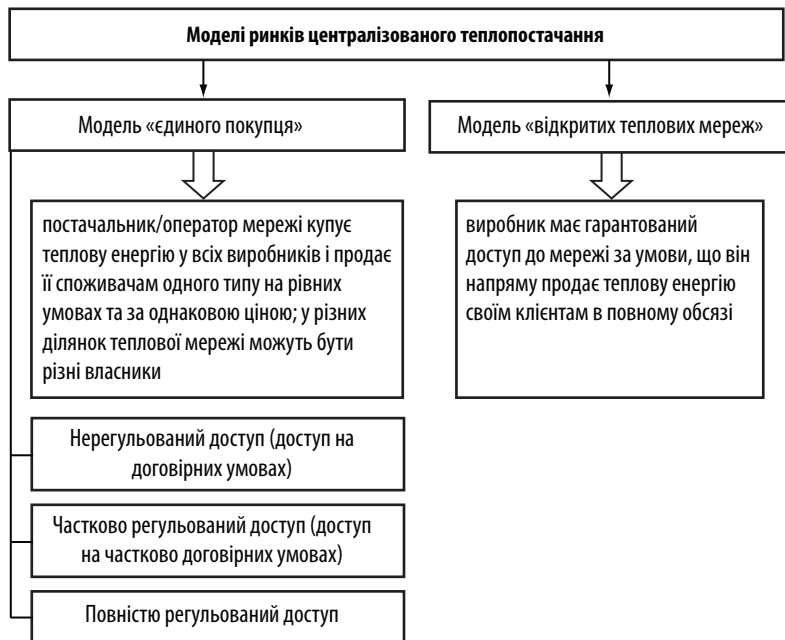 Моделі ринків централізованого теплопостачання
Модель «єдиного покупця»
Модель «відкритих теплових мереж»
постачальник/оператор мережі купує
теплову енергію у всіх виробників і продає
її споживачам одного типу на рівних
умовах та за однаковою ціною; у різних
ділянок теплової мережі можуть бути
різні власники
виробник має гарантований
доступ до мережі за умови, що він
напряму продає теплову енергію
своїм клієнтам в повному обсязі
Нерегульований доступ (доступ на
договірних умовах)
Частково регульований доступ (доступ
на частково договірних умовах)
Повністю регульований доступ